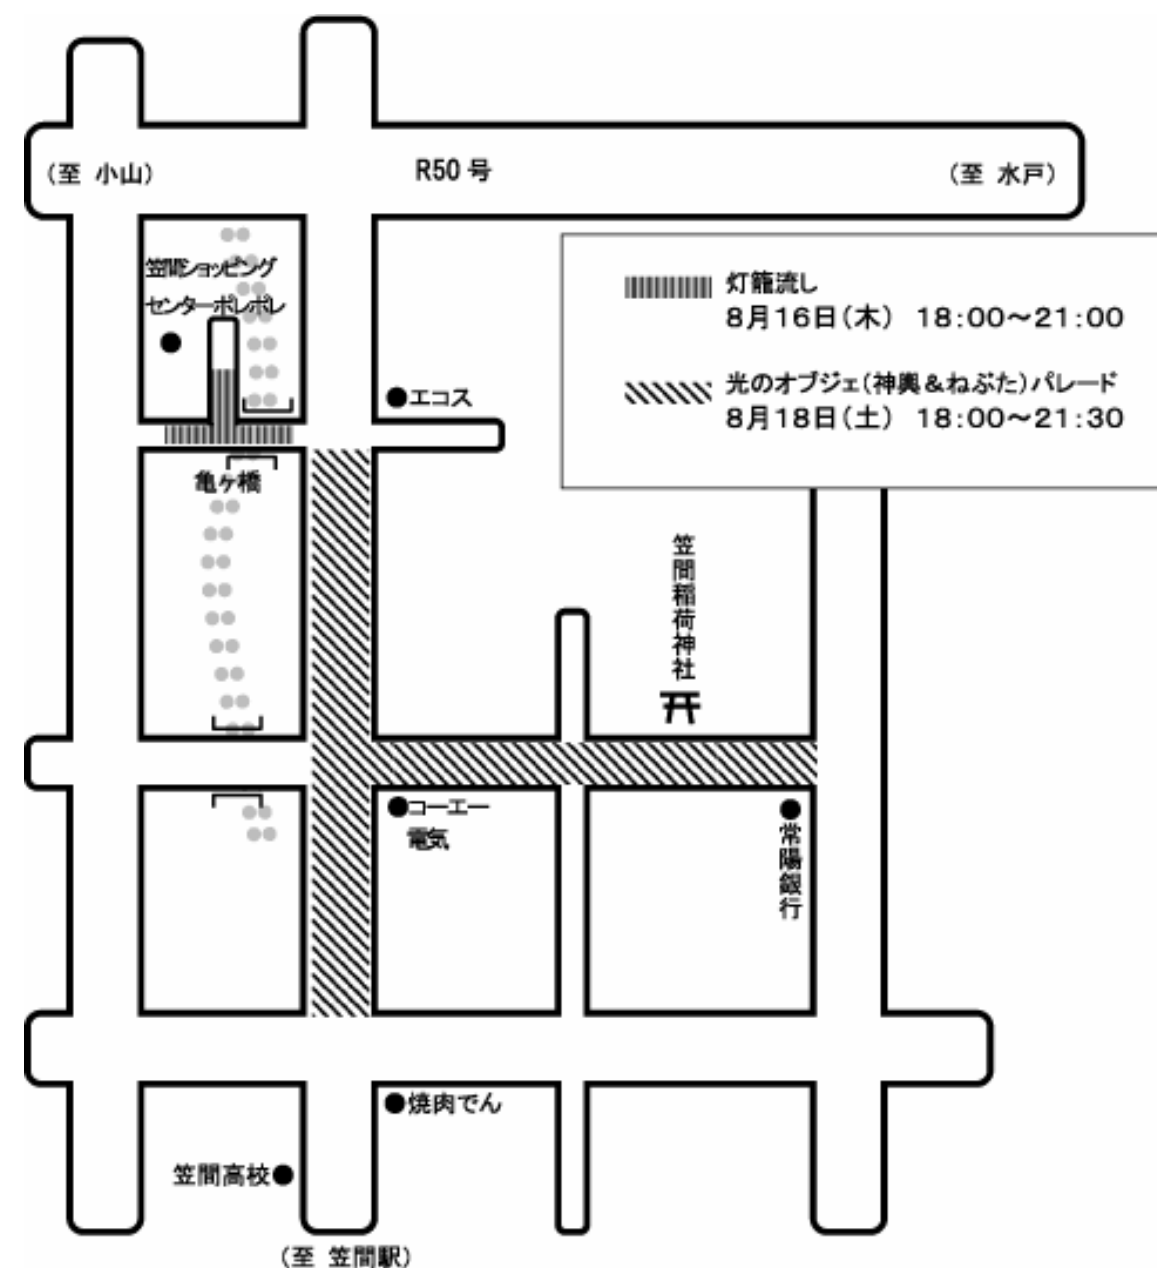 (至 小山)
R50 号
(至 水戸)
笠間ショッピング
センターポレポレ
灯籠流し
8月16日(木) 18:00～21:00
光のオブジェ(神輿＆ねぶた)パレード
8月18日(土) 18:00～21:30
エコス
亀ヶ橋
笠間稲荷神社
コーエー
電気
常陽銀行
焼肉でん
笠間高校
(至 笠間駅)